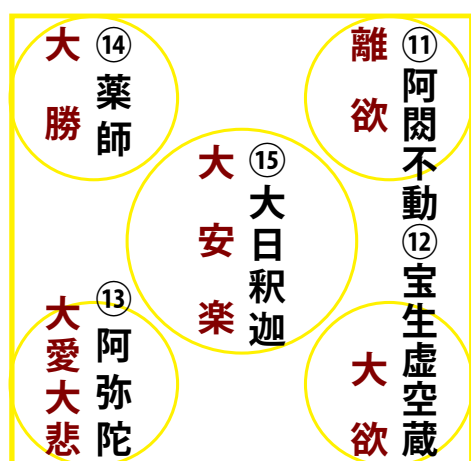 ⑪阿閦不動⑫宝生虚空蔵
離欲
大欲
⑮大日釈迦
大安楽
⑭薬師
大勝
⑬阿弥陀
大愛大悲